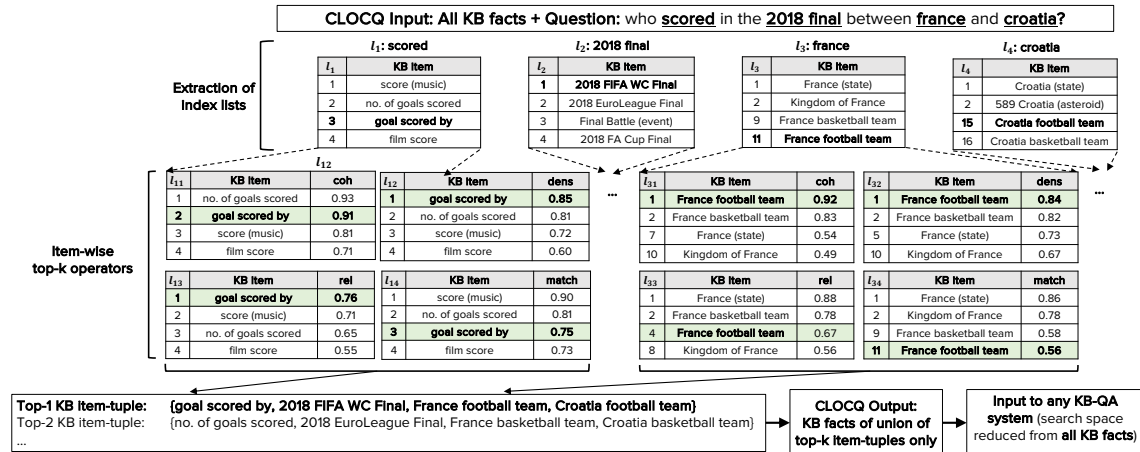 CLOCQ Input: All KB facts + Question: who scored in the 2018 final between france and croatia?
Extraction of
index lists
l1: scored
l1 KB Item
1 score (music)
2 no. of goals scored
3 goal scored by
4 film score
l2: 2018 final
l2 KB Item
1 2018 FIFA WC Final
2 2018 EuroLeague Final
3 Final Battle (event)
4 2018 FA Cup Final
l3: france
l3 KB Item
1 France (state)
2 Kingdom of France
9 France basketball team
11 France football team
l4: croatia
l4 KB Item
1 Croatia (state)
2 589 Croatia (asteroid)
15 Croatia football team
16 Croatia basketball team
Item-wise
top-k operators
l12
l11 KB Item coh
1 no. of goals scored 0.93
2 goal scored by 0.91
3 score (music) 0.81
4 film score 0.71
l12 KB Item dens
1 goal scored by 0.85
2 no. of goals scored 0.81
3 score (music) 0.72
4 film score 0.60
...
l31 KB Item coh
1 France football team 0.92
2 France basketball team 0.83
7 France (state) 0.54
10 Kingdom of France 0.49
l32 KB Item dens
1 France football team 0.84
2 France basketball team 0.82
5 France (state) 0.73
10 Kingdom of France 0.67
...
l13 KB Item rel
1 goal scored by 0.76
2 score (music) 0.71
3 no. of goals scored 0.65
4 film score 0.55
l14 KB Item match
1 score (music) 0.90
2 no. of goals scored 0.81
3 goal scored by 0.75
4 film score 0.73
l33 KB Item rel
1 France (state) 0.88
2 France basketball team 0.78
4 France football team 0.67
8 Kingdom of France 0.56
l34 KB Item match
1 France (state) 0.86
2 Kingdom of France 0.78
9 France basketball team 0.58
11 France football team 0.56
Top-1 KB item-tuple: {goal scored by, 2018 FIFA WC Final, France football team, Croatia football team}
Top-2 KB item-tuple: {no. of goals scored, 2018 EuroLeague Final, France basketball team, Croatia basketball team}
...
CLOCQ Output:
KB facts of union of
top-k item-tuples only
Input to any KB-QA
system (search space
reduced from all KB facts)